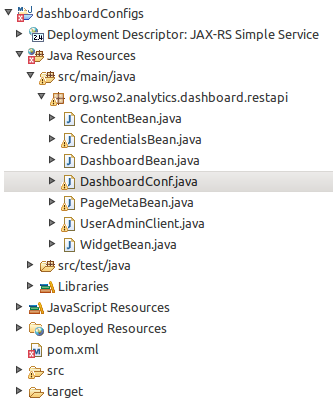 dashboardConfigs
Deployment Descriptor: JAX-RS Simple Service
Java Resources
src/main/java
org.wso2.analytics.dashboard.restapi
ContentBean.java
CredentialsBean.java
DashboardBean.java
DashboardConf.java
PageMetaBean.java
UserAdminClient.java
WidgetBean.java
src/test/java
Libraries
JavaScript Resources
Deployed Resources
pom.xml
src
target